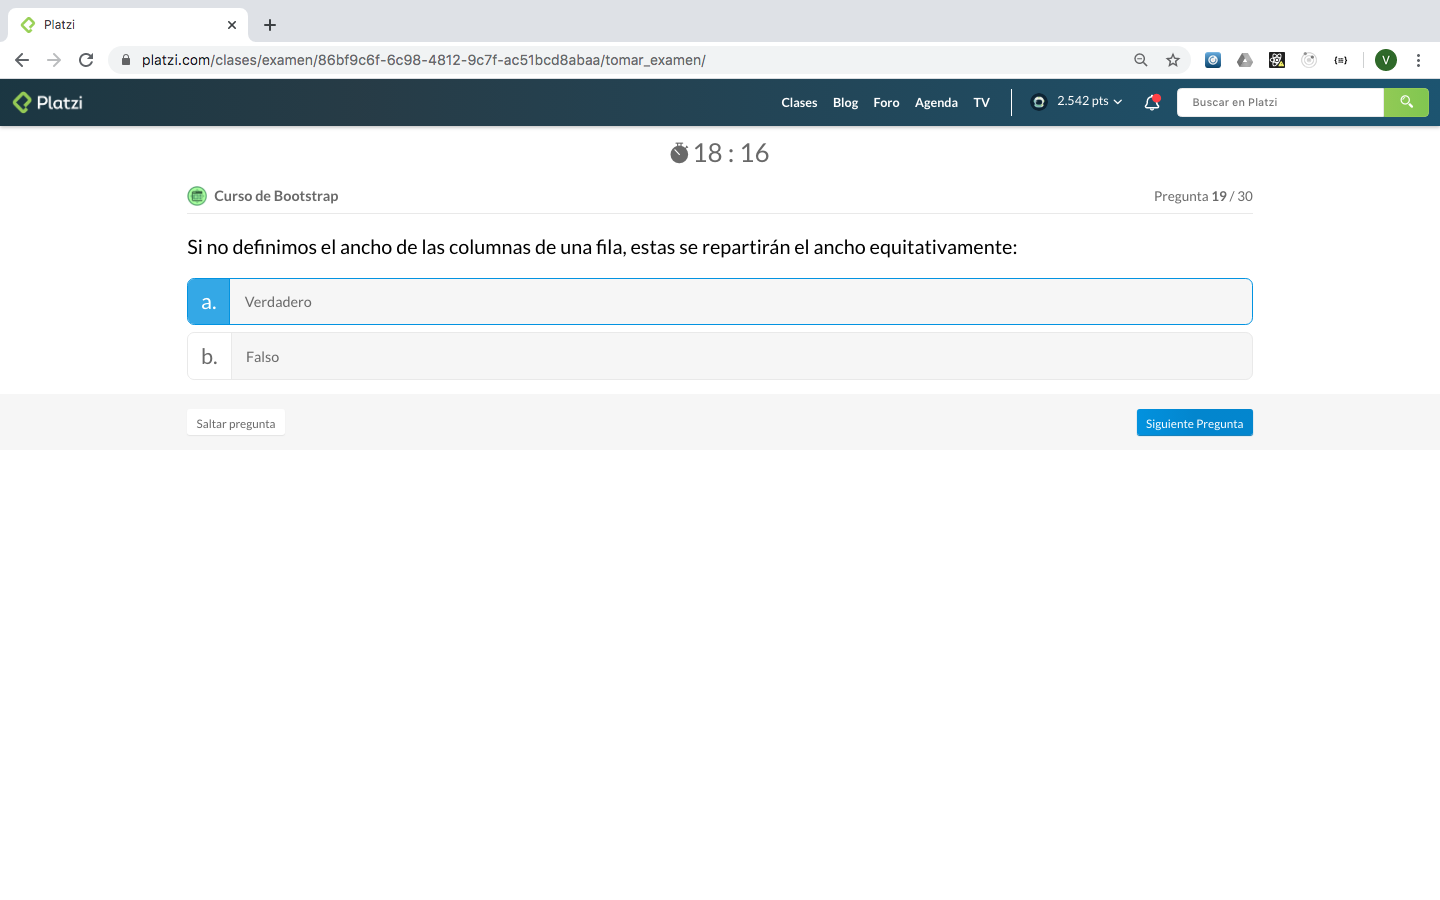 Platzi
platzi.com/clases/examen/86bf9c6f-6c98-4812-9c7f-ac51bcd8abaa/tomar_examen/
V
Platzi
Clases
Blog
Foro
Agenda
TV
2.542 pts
Buscar en Platzi
18 : 16
Curso de Bootstrap
Pregunta 19 / 30
Si no definimos el ancho de las columnas de una fila, estas se repartirán el ancho equitativamente:
a. Verdadero
b. Falso
Saltar pregunta
Siguiente Pregunta